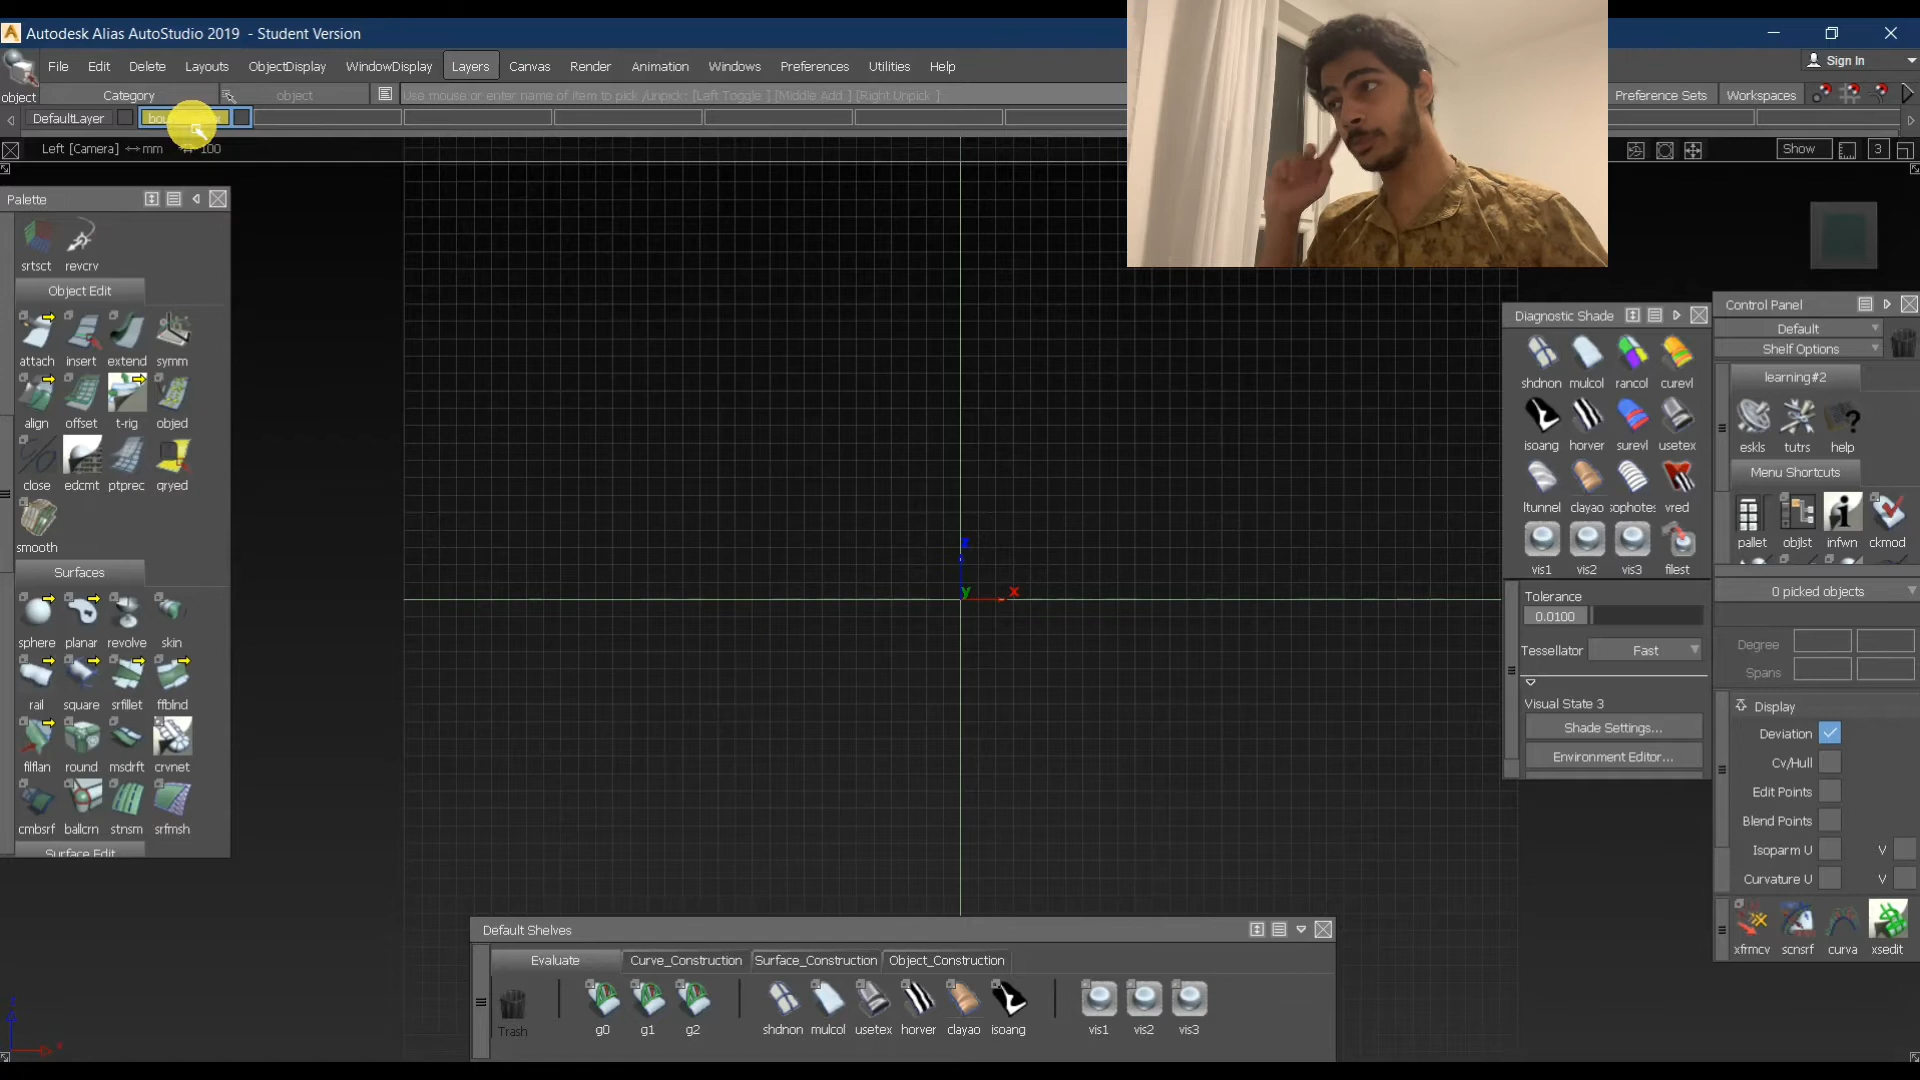 Autodesk Alias AutoStudio 2019 - Student Version
File Edit Delete Layouts ObjectDisplay WindowDisplay Layers Canvas Render Animation Windows Preferences Utilities Help
Sign In
object Category object Use mouse or enter name of item to pick /unpick: [Left Toggle ] [Middle Add ] [Right Unpick ]
Preference Sets Workspaces
DefaultLayer
Left [Camera] mm 100
Show 3
Palette
srtsct revcrv
Object Edit
attach insert extend symm
align offset t-rig objed
close edcmt ptprec qryed
smooth
Surfaces
sphere planar revolve skin
rail square srfillet ffblnd
filflan round msdrft crvnet
cmbsrf ballcrn stnsm srfmsh
Surface Edit
z
y x
Diagnostic Shade
shdnon mulcol rancol curevl
isoang horver surevl usetex
ltunnel clayao isophotes vred
vis1 vis2 vis3 filest
Tolerance
0.0100
Tessellator Fast
Visual State 3
Shade Settings...
Environment Editor...
Control Panel
Default
Shelf Options
learning#2
eskls tutrs help
Menu Shortcuts
pallet objlst infwn ckmod
0 picked objects
Degree
Spans
Display
Deviation
Cv/Hull
Edit Points
Blend Points
Isoparm U V
Curvature U V
xfrmcv scnsrf curva xsedit
Default Shelves
Evaluate Curve_Construction Surface_Construction Object_Construction
Trash g0 g1 g2 shdnon mulcol usetex horver clayao isoang vis1 vis2 vis3